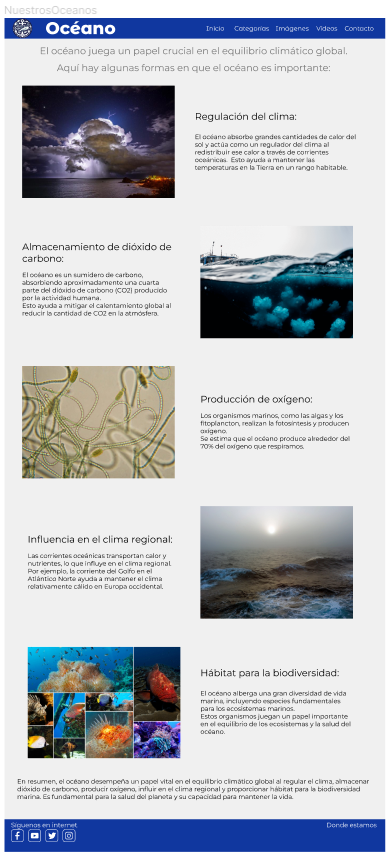 NuestrosOceanos
Océano
Inicio Categorías Imágenes Vídeos Contacto
El océano juega un papel crucial en el equilibrio climático global.
Aquí hay algunas formas en que el océano es importante:
Regulación del clima:
El océano absorbe grandes cantidades de calor del
sol y actúa como un regulador del clima al
redistribuir ese calor a través de corrientes
oceánicas. Esto ayuda a mantener las
temperaturas en la Tierra en un rango habitable.
Almacenamiento de dióxido de
carbono:
El océano es un sumidero de carbono,
absorbiendo aproximadamente una cuarta
parte del dióxido de carbono (CO2) producido
por la actividad humana.
Esto ayuda a mitigar el calentamiento global al
reducir la cantidad de CO2 en la atmósfera.
Producción de oxígeno:
Los organismos marinos, como las algas y los
fitoplancton, realizan la fotosíntesis y producen
oxígeno.
Se estima que el océano produce alrededor del
70% del oxígeno que respiramos.
Influencia en el clima regional:
Las corrientes oceánicas transportan calor y
nutrientes, lo que influye en el clima regional.
Por ejemplo, la corriente del Golfo en el
Atlántico Norte ayuda a mantener el clima
relativamente cálido en Europa occidental.
Hábitat para la biodiversidad:
El océano alberga una gran diversidad de vida
marina, incluyendo especies fundamentales
para los ecosistemas marinos.
Estos organismos juegan un papel importante
en el equilibrio de los ecosistemas y la salud del
océano.
En resumen, el océano desempeña un papel vital en el equilibrio climático global al regular el clima, almacenar
dióxido de carbono, producir oxígeno, influir en el clima regional y proporcionar hábitat para la biodiversidad
marina. Es fundamental para la salud del planeta y su capacidad para mantener la vida.
Síguenos en internet
Donde estamos